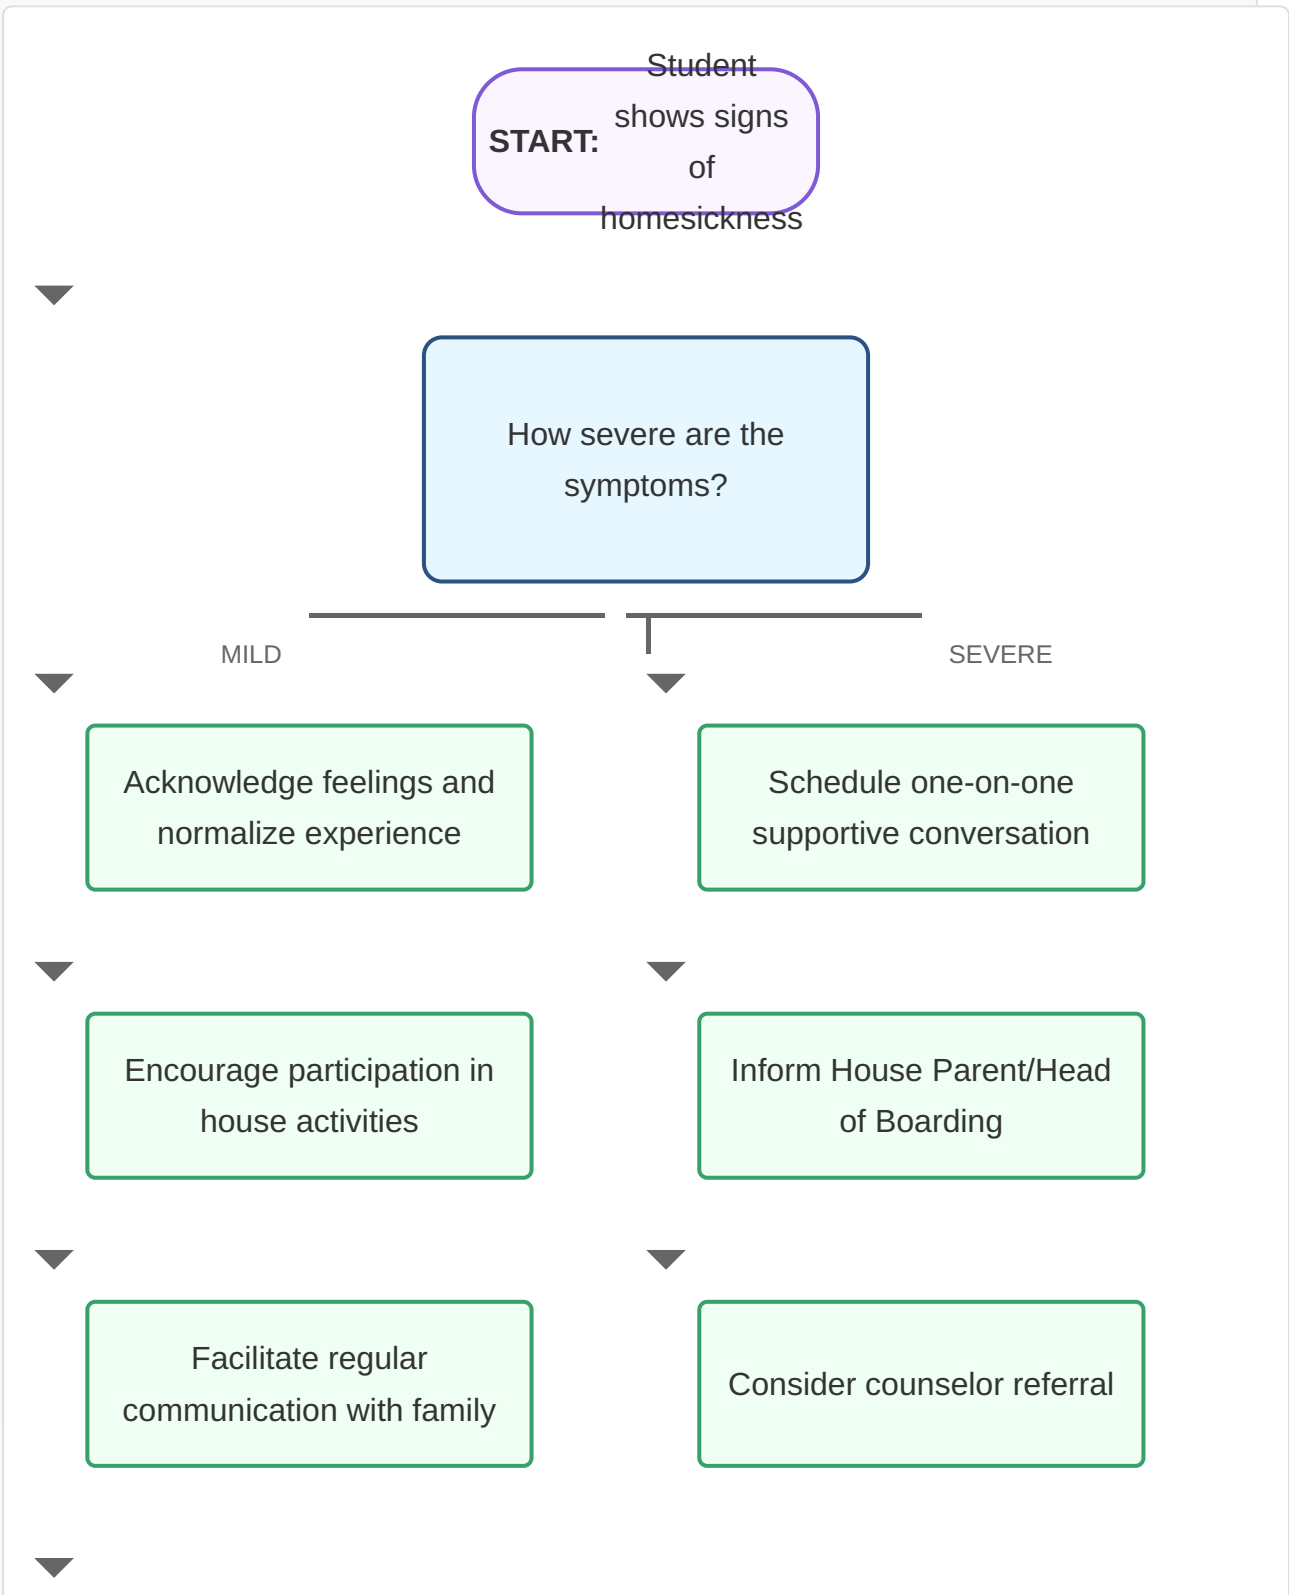 START:
Student
shows signs
of
homesickness
How severe are the
symptoms?
MILD
SEVERE
Acknowledge feelings and
normalize experience
Schedule one-on-one
supportive conversation
Encourage participation in
house activities
Inform House Parent/Head
of Boarding
Facilitate regular
communication with family
Consider counselor referral